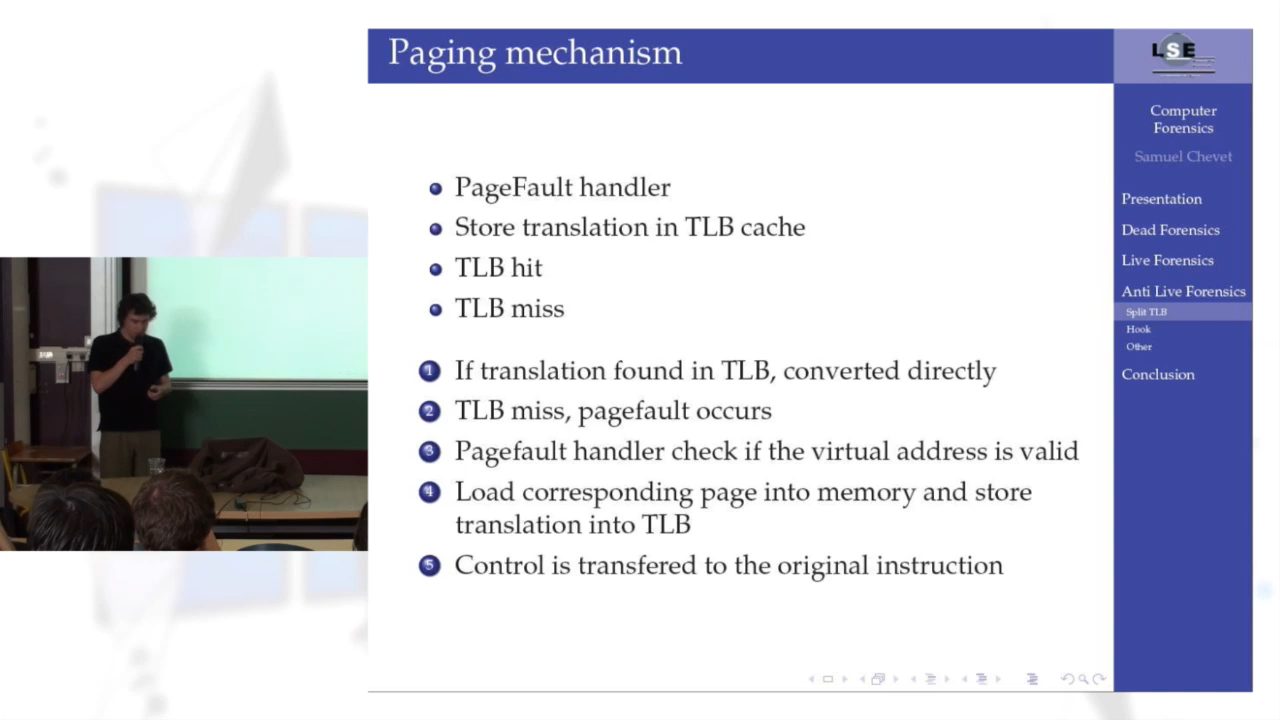 Paging mechanism
PageFault handler
Store translation in TLB cache
TLB hit
TLB miss
1 If translation found in TLB, converted directly
2 TLB miss, pagefault occurs
3 Pagefault handler check if the virtual address is valid
4 Load corresponding page into memory and store
translation into TLB
5 Control is transfered to the original instruction
LSE
Computer
Forensics
Samuel Chevet
Presentation
Dead Forensics
Live Forensics
Anti Live Forensics
Split TLB
Hook
Other
Conclusion